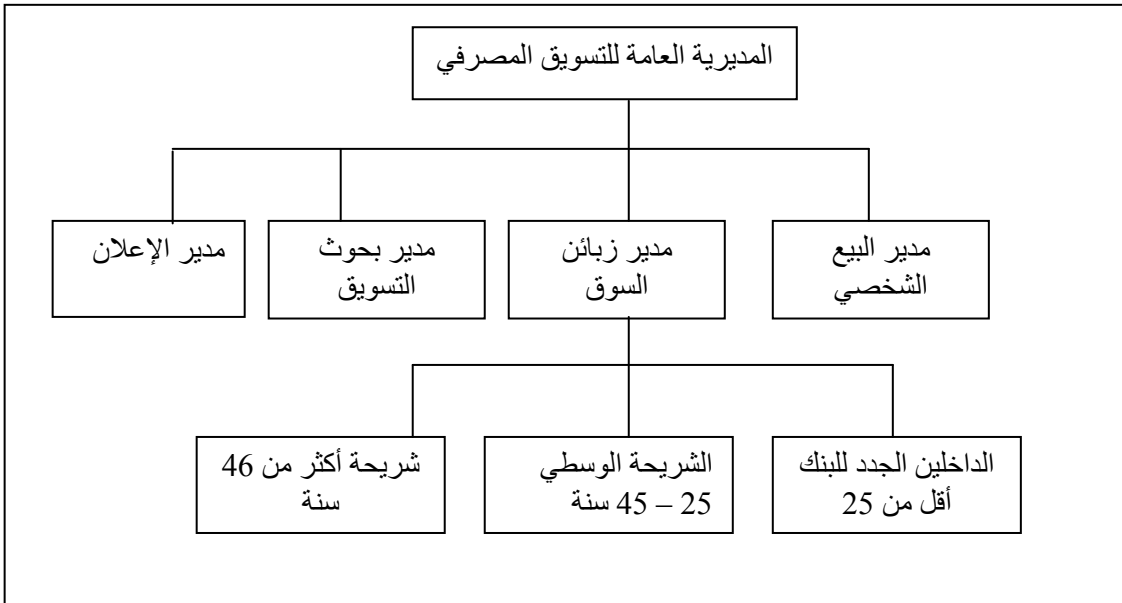 المديرية العامة للتسويق المصرفي
مدير البيع
الشخصي
مدير زبائن
السوق
مدير بحوث
التسويق
مدير الإعلان
الداخلين الجدد للبنك
أقل من 25
الشريحة الوسطي
25 – 45 سنة
شريحة أكثر من 46
سنة